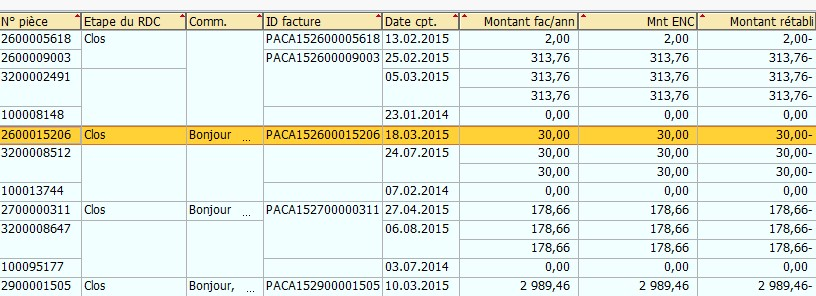 N° pièce Etape du RDC Comm. ID facture Date cpt. Montant fac/ann Mnt ENC Montant rétabli
2600005618 Clos PACA152600005618 13.02.2015 2,00 2,00 2,00-
2600009003 PACA152600009003 25.02.2015 313,76 313,76 313,76-
3200002491 05.03.2015 313,76 313,76 313,76-
313,76 313,76 313,76-
100008148 23.01.2014 0,00 0,00 0,00
2600015206 Clos Bonjour ... PACA152600015206 18.03.2015 30,00 30,00 30,00-
3200008512 24.07.2015 30,00 30,00 30,00-
30,00 30,00 30,00-
100013744 07.02.2014 0,00 0,00 0,00
2700000311 Clos Bonjour ... PACA152700000311 27.04.2015 178,66 178,66 178,66-
3200008647 06.08.2015 178,66 178,66 178,66-
178,66 178,66 178,66-
100095177 03.07.2014 0,00 0,00 0,00
2900001505 Clos Bonjour, ... PACA152900001505 10.03.2015 2 989,46 2 989,46 2 989,46-